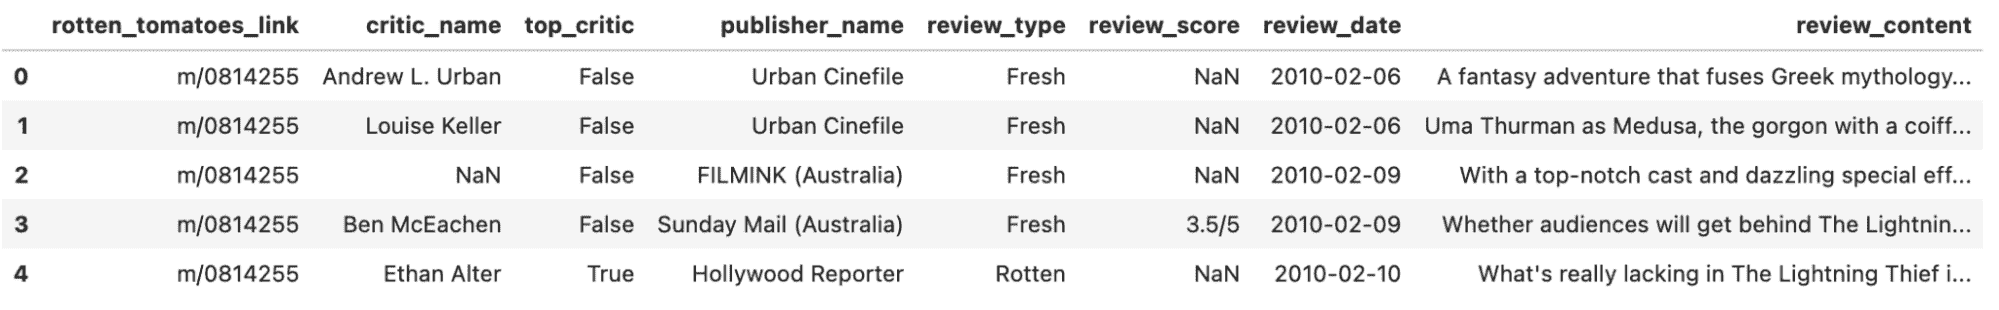 rotten_tomatoes_link critic_name top_critic publisher_name review_type review_score review_date review_content
0 m/0814255 Andrew L. Urban False Urban Cinefile Fresh NaN 2010-02-06 A fantasy adventure that fuses Greek mythology...
1 m/0814255 Louise Keller False Urban Cinefile Fresh NaN 2010-02-06 Uma Thurman as Medusa, the gorgon with a coiff...
2 m/0814255 NaN False FILMINK (Australia) Fresh NaN 2010-02-09 With a top-notch cast and dazzling special eff...
3 m/0814255 Ben McEachen False Sunday Mail (Australia) Fresh 3.5/5 2010-02-09 Whether audiences will get behind The Lightnin...
4 m/0814255 Ethan Alter True Hollywood Reporter Rotten NaN 2010-02-10 What's really lacking in The Lightning Thief i...